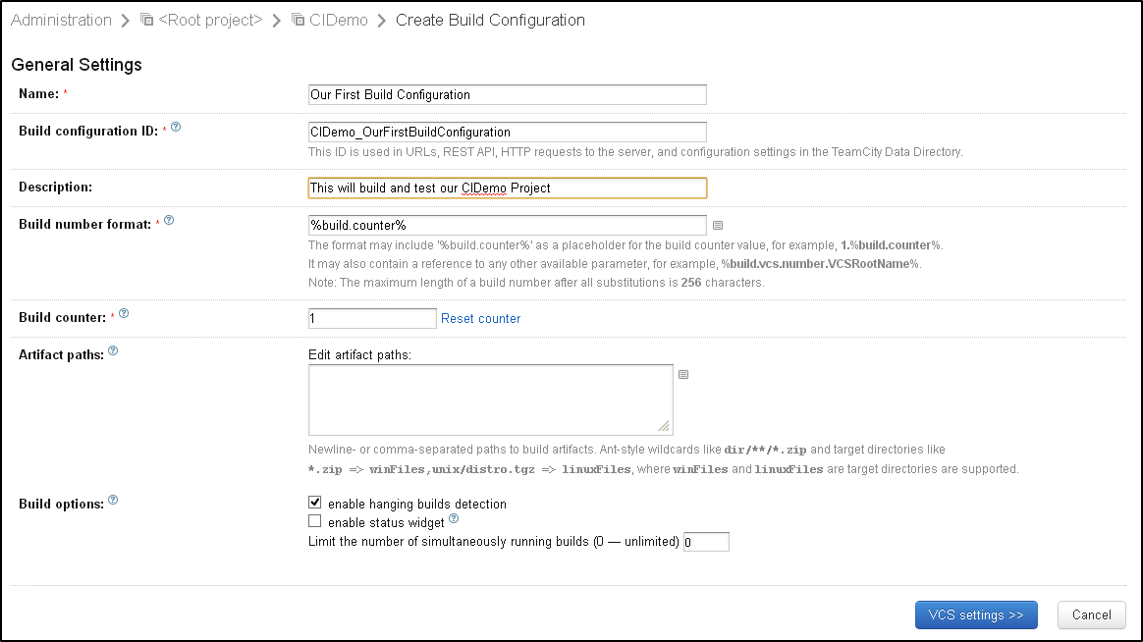 Administration > <Root project> > CIDemo > Create Build Configuration
General Settings
Name: * Our First Build Configuration
Build configuration ID: * CIDemo_OurFirstBuildConfiguration
This ID is used in URLs, REST API, HTTP requests to the server, and configuration settings in the TeamCity Data Directory.
Description: This will build and test our CIDemo Project
Build number format: * %build.counter%
The format may include '%build.counter%' as a placeholder for the build counter value, for example, 1.%build.counter%.
It may also contain a reference to any other available parameter, for example, %build.vcs.number.VCSRootName%.
Note: The maximum length of a build number after all substitutions is 256 characters.
Build counter: * 1 Reset counter
Artifact paths: Edit artifact paths:
Newline- or comma-separated paths to build artifacts. Ant-style wildcards like dir/**/*.zip and target directories like
*.zip => winFiles,unix/distro.tgz => linuxFiles, where winFiles and linuxFiles are target directories are supported.
Build options: enable hanging builds detection
enable status widget
Limit the number of simultaneously running builds (0 — unlimited) 0
VCS settings >> Cancel